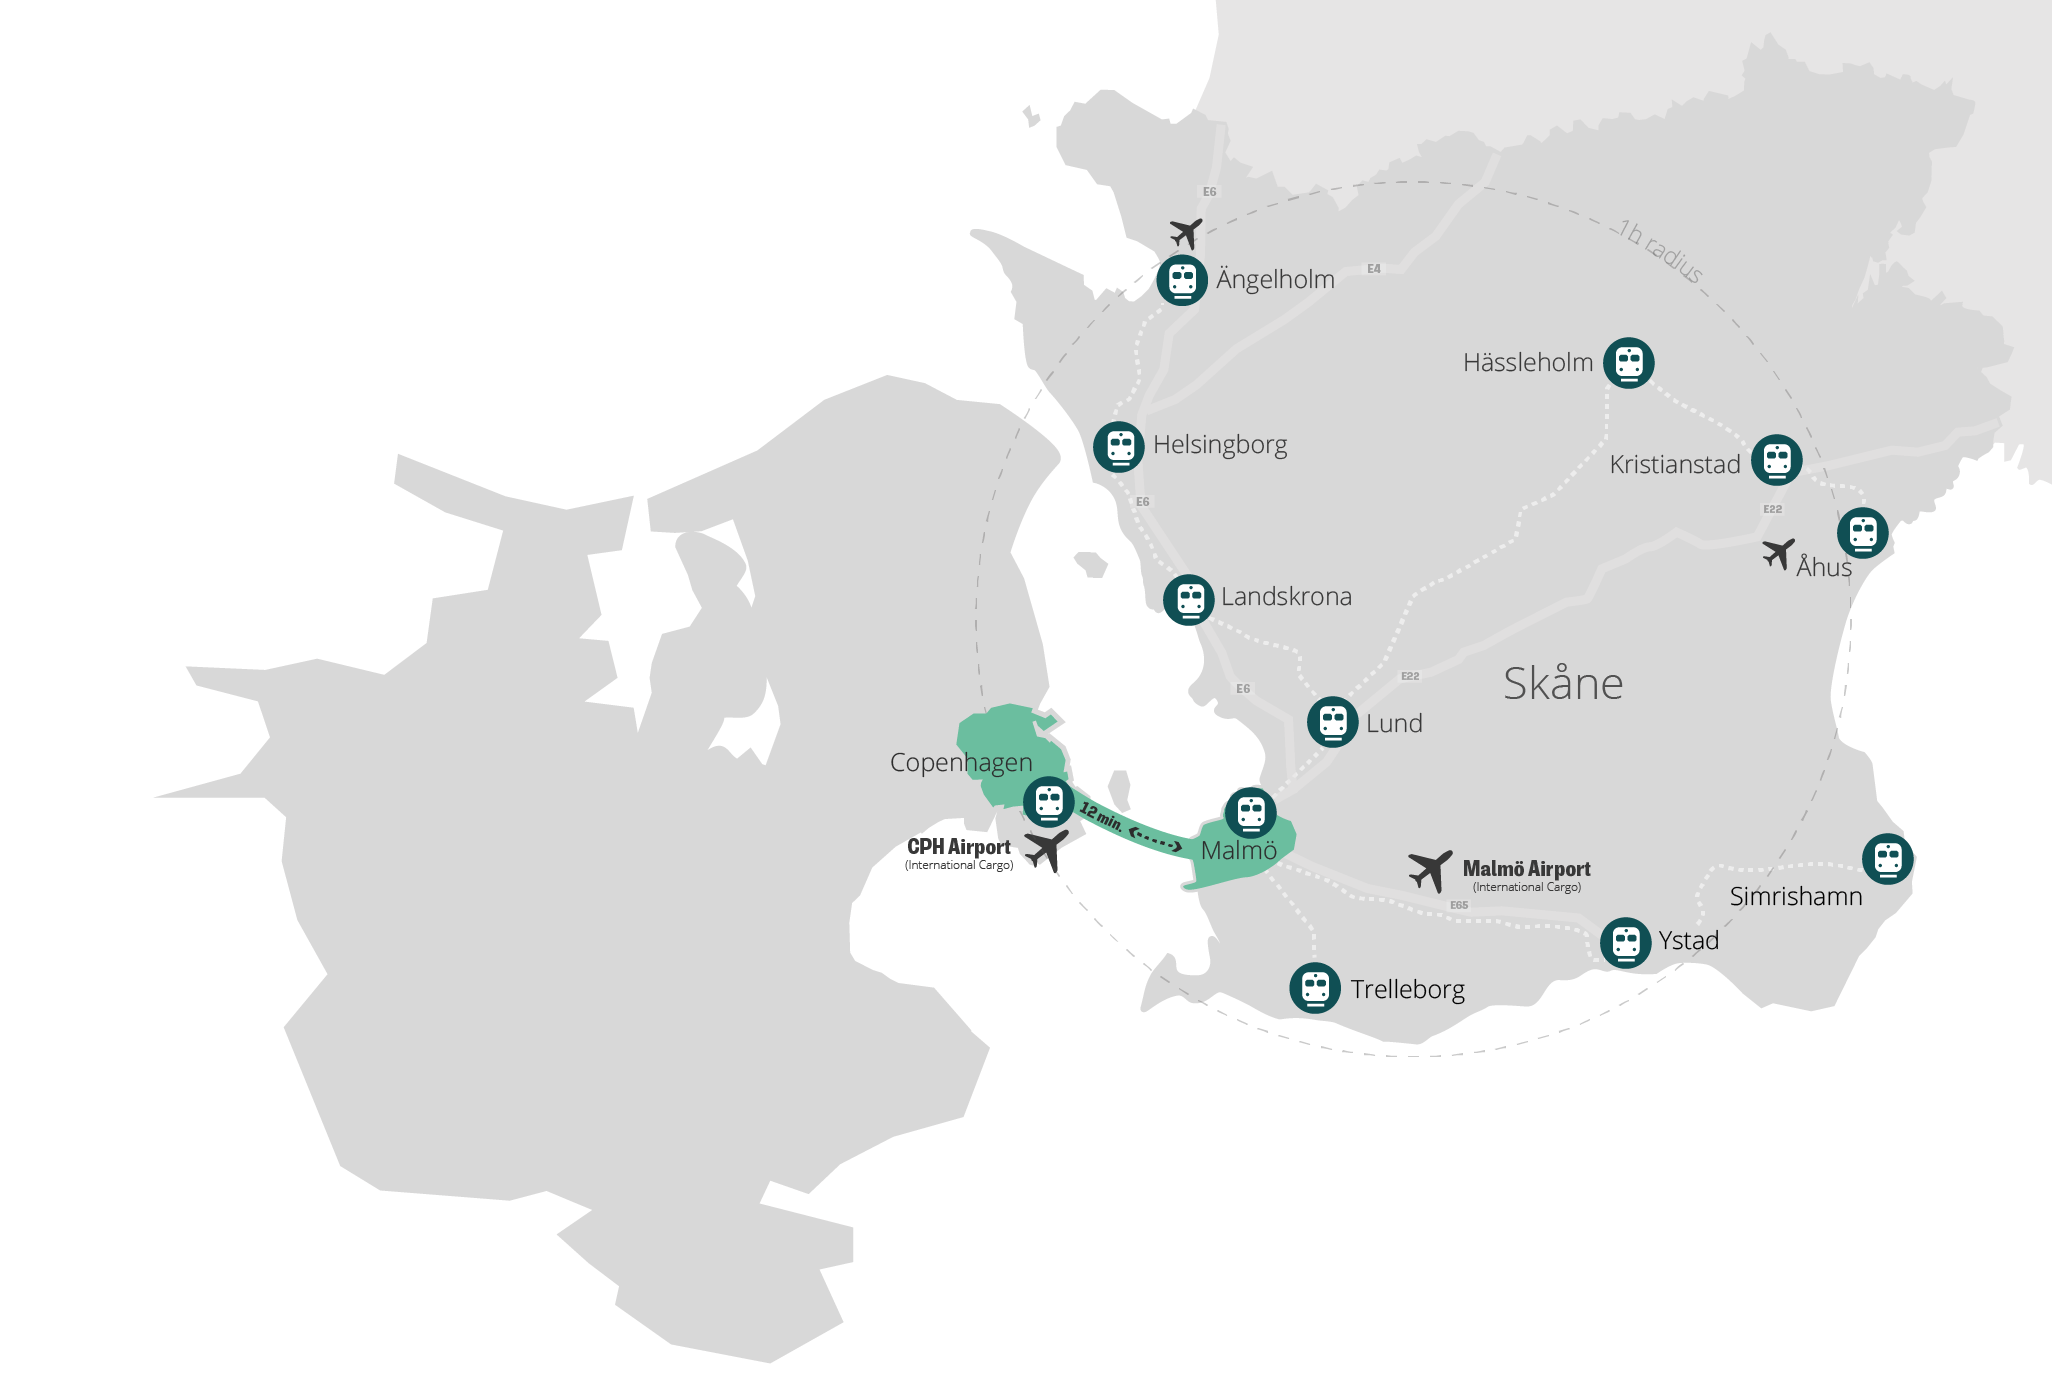 E6
1h radius
E4
Ängelholm
Hässleholm
Helsingborg
Kristianstad
E6
E22
Åhus
Landskrona
E22
Skåne
E6
Lund
Copenhagen
12 min.
CPH Airport
(International Cargo)
Malmö
Malmö Airport
(International Cargo)
E65
Simrishamn
Ystad
Trelleborg